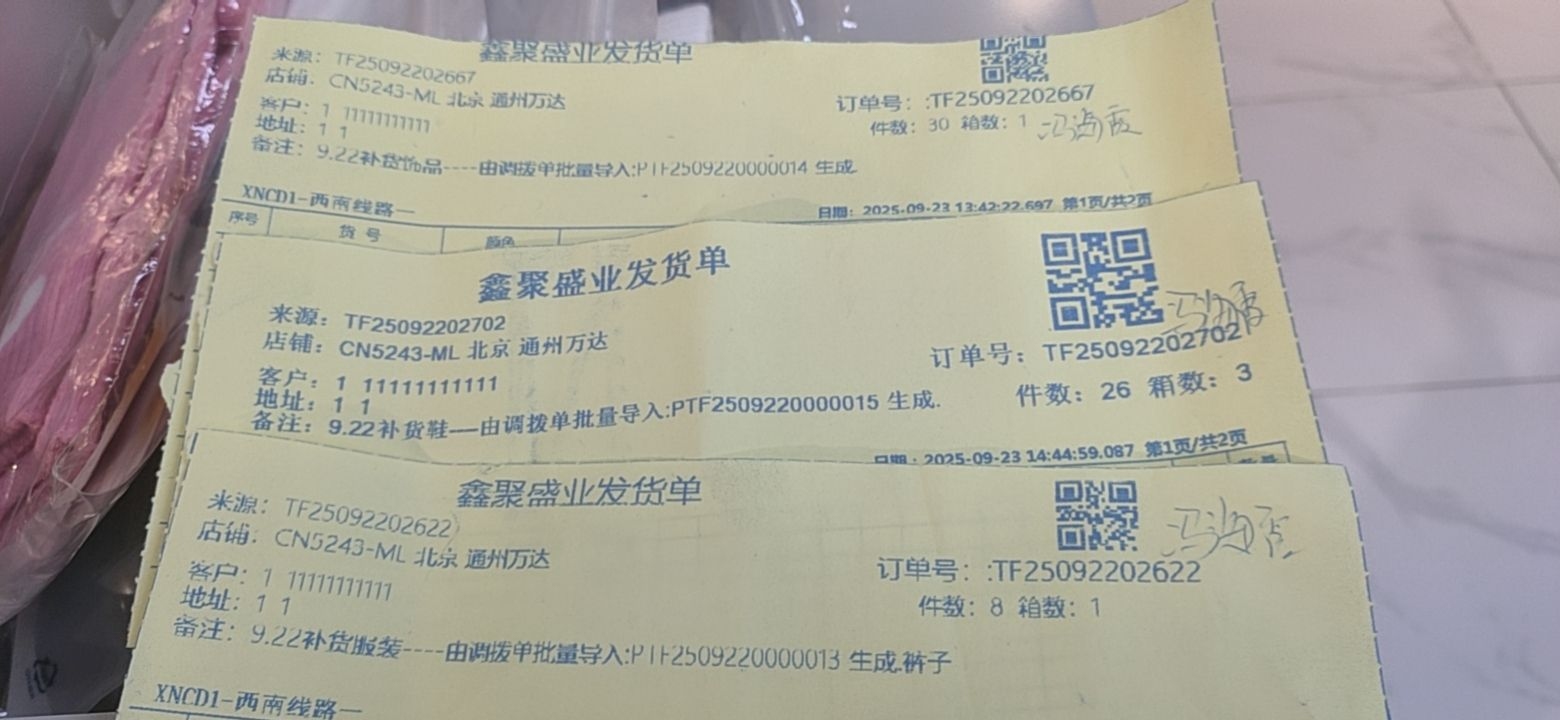 鑫聚盛业发货单
来源：TF25092202667
店铺：CN5243-ML 北京 通州万达
订单号：:TF25092202667
客户：1 11111111111
件数：30 箱数：1
地址：1 1
备注：9.22补货饰品----由调拨单批量导入:PTF2509220000014 生成.
XNCD1-西南线路一
日期：2025-09-23 13:42:22.697 第1页/共2页
序号 货号 颜色
鑫聚盛业发货单
来源：TF25092202702
店铺：CN5243-ML 北京 通州万达
订单号：TF25092202702
客户：1 11111111111
件数：26 箱数：3
地址：1 1
备注：9.22补货鞋----由调拨单批量导入:PTF2509220000015 生成.
日期：2025-09-23 14:44:59.087 第1页/共2页
鑫聚盛业发货单
来源：TF25092202622
店铺：CN5243-ML 北京 通州万达
订单号：:TF25092202622
客户：1 11111111111
件数：8 箱数：1
地址：1 1
备注：9.22补货服装----由调拨单批量导入:PTF2509220000013 生成.裤子
XNCD1-西南线路一